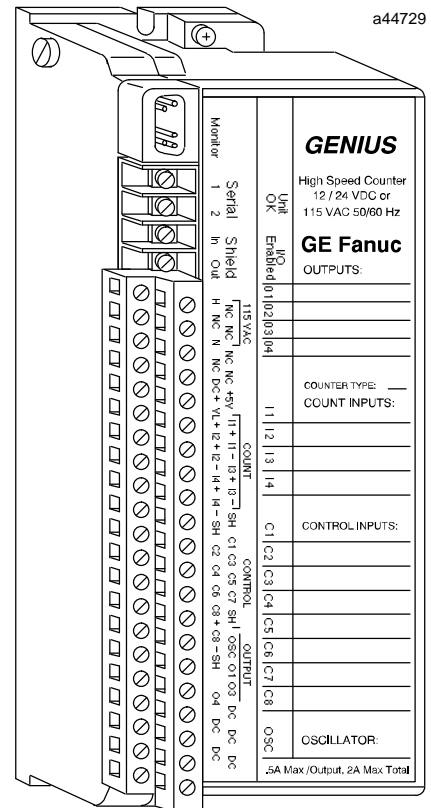 a44729
GENIUS
High Speed Counter
12 / 24 VDC or
115 VAC 50/60 Hz
GE Fanuc
OUTPUTS:
COUNTER TYPE:
COUNT INPUTS:
CONTROL INPUTS:
OSCILLATOR:
.5A Max /Output, 2A Max Total
Unit OK
I/O Enabled
01 02 03 04
I1 I2 I3 I4
C1 C2 C3 C4 C5 C6 C7 C8
OSC
Monitor
Serial 1 2
Shield In Out
115 VAC
COUNT
CONTROL
OUTPUT
NC NC NC NC +5V I1 + I1 - I3 + I3 - SH C1 C3 C5 C7 SH OSC O1 O3 DC DC DC
H NC N NC DC+ YL+ I2 + I2 - I4 + I4 - SH C2 C4 C6 C8 + C8 - SH O4 DC DC